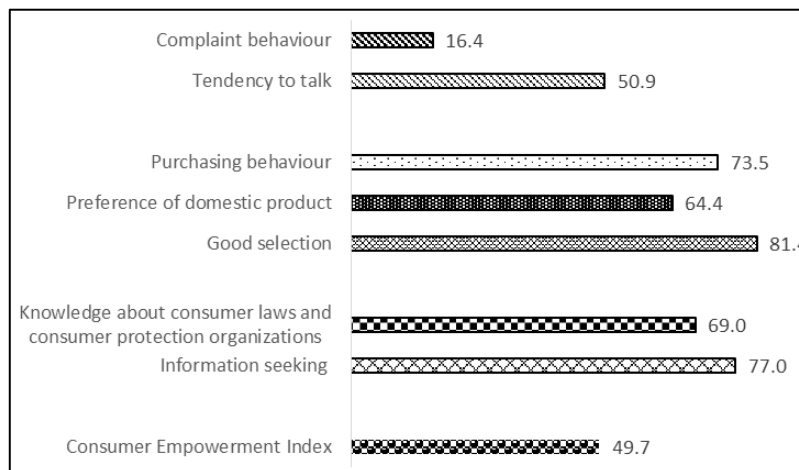 Complaint behaviour 16.4
Tendency to talk 50.9
Purchasing behaviour 73.5
Preference of domestic product 64.4
Good selection 81.4
Knowledge about consumer laws and
consumer protection organizations 69.0
Information seeking 77.0
Consumer Empowerment Index 49.7